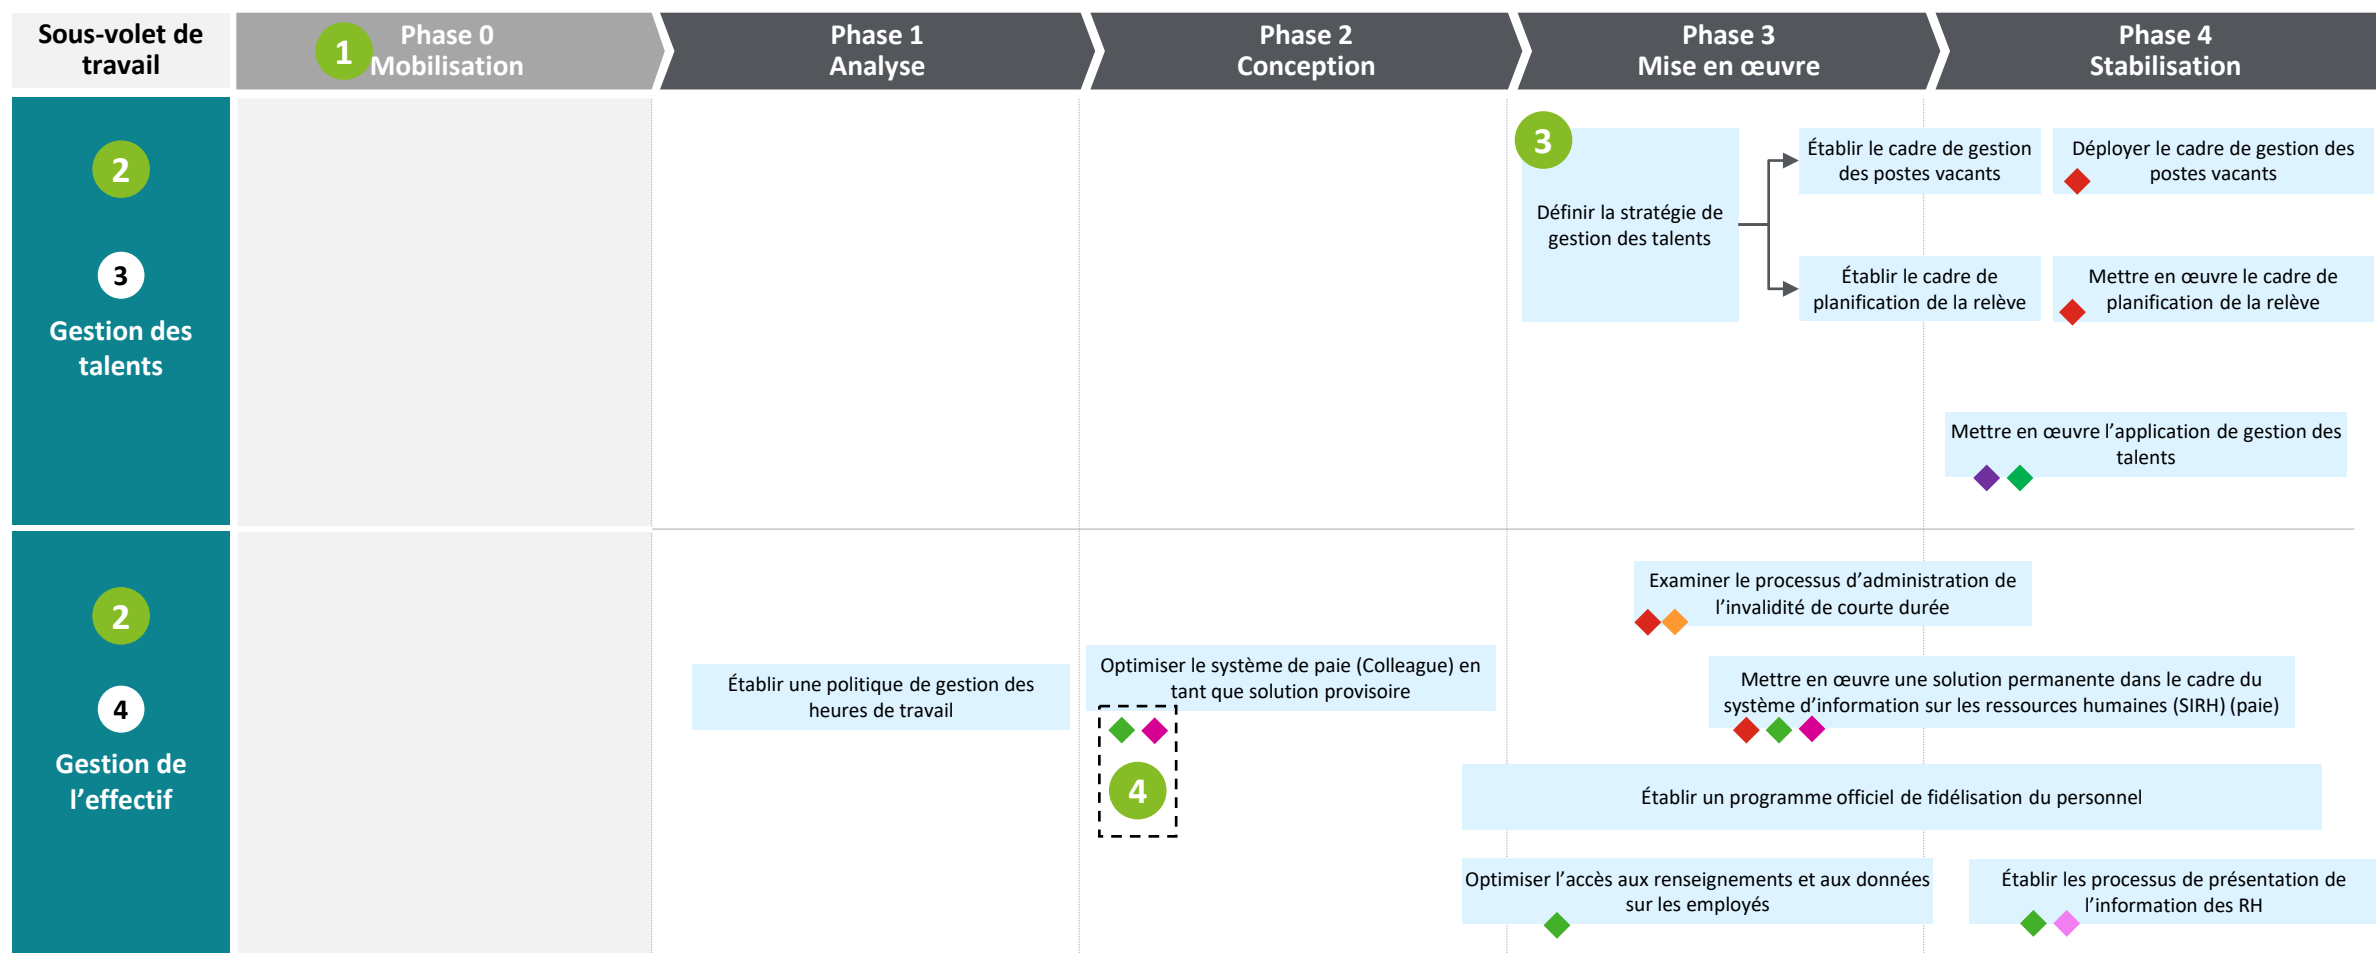 Sous-volet de
travail
1
Phase 0
Mobilisation
Phase 1
Analyse
Phase 2
Conception
Phase 3
Mise en œuvre
Phase 4
Stabilisation
2
3
Gestion des
talents
3
Définir la stratégie de
gestion des talents
Établir le cadre de gestion
des postes vacants
Déployer le cadre de gestion des
postes vacants
Établir le cadre de
planification de la relève
Mettre en œuvre le cadre de
planification de la relève
Mettre en œuvre l’application de gestion des
talents
2
4
Gestion de
l’effectif
Établir une politique de gestion des
heures de travail
Optimiser le système de paie (Colleague) en
tant que solution provisoire
4
Examiner le processus d’administration de
l’invalidité de courte durée
Mettre en œuvre une solution permanente dans le cadre du
système d’information sur les ressources humaines (SIRH) (paie)
Établir un programme officiel de fidélisation du personnel
Optimiser l’accès aux renseignements et aux données
sur les employés
Établir les processus de présentation de
l’information des RH